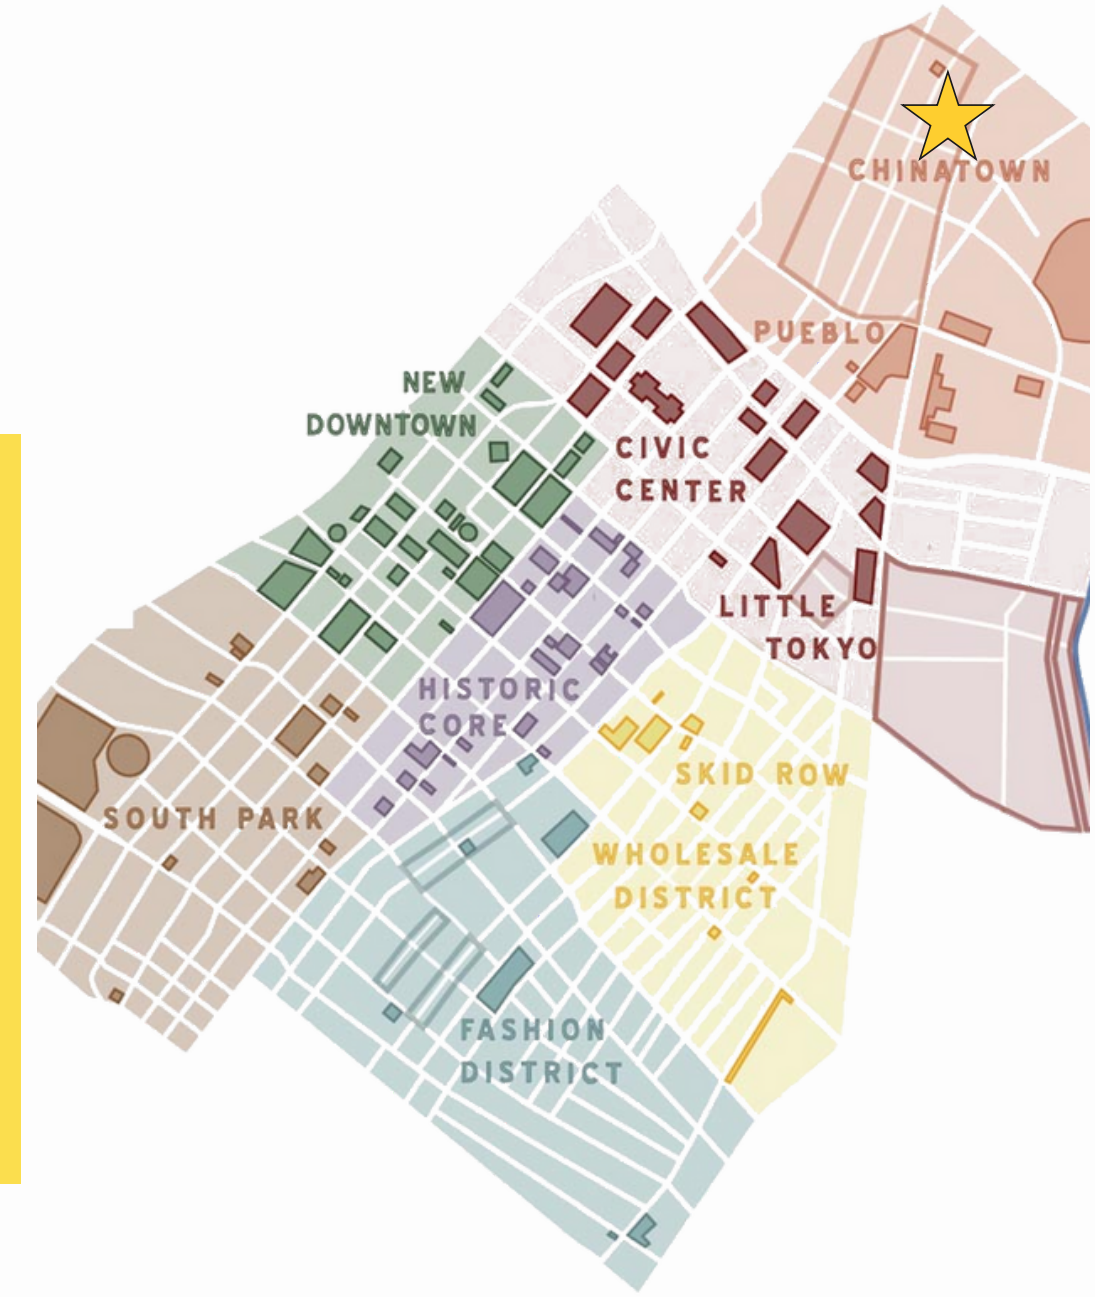 CHINATOWN
PUEBLO
NEW
DOWNTOWN
CIVIC
CENTER
LITTLE
TOKYO
HISTORIC
CORE
SKID ROW
SOUTH PARK
WHOLESALE
DISTRICT
FASHION
DISTRICT